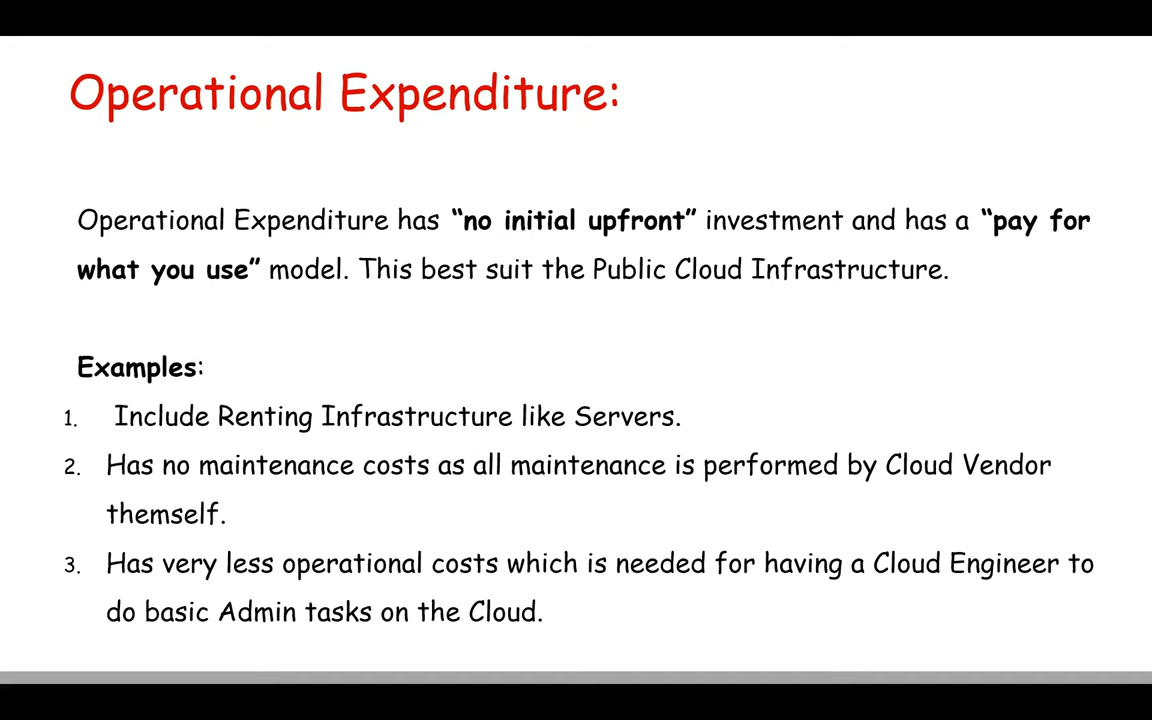 Operational Expenditure:
Operational Expenditure has “no initial upfront” investment and has a “pay for
what you use” model. This best suit the Public Cloud Infrastructure.
Examples:
1. Include Renting Infrastructure like Servers.
2. Has no maintenance costs as all maintenance is performed by Cloud Vendor
themself.
3. Has very less operational costs which is needed for having a Cloud Engineer to
do basic Admin tasks on the Cloud.